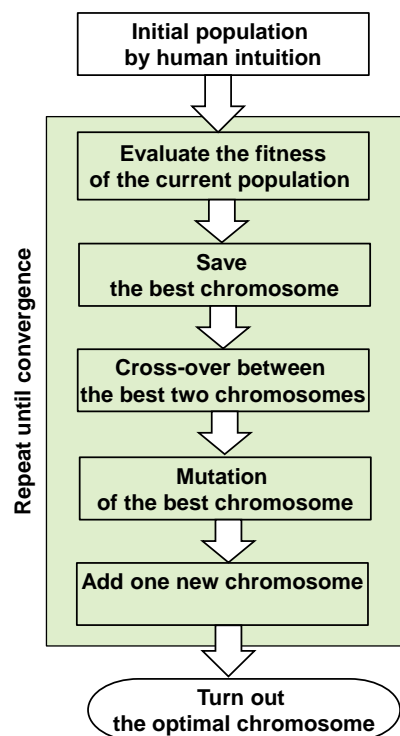 Initial population
by human intuition
Evaluate the fitness
of the current population
Save
the best chromosome
Cross-over between
the best two chromosomes
Mutation
of the best chromosome
Add one new chromosome
Repeat until convergence
Turn out
the optimal chromosome